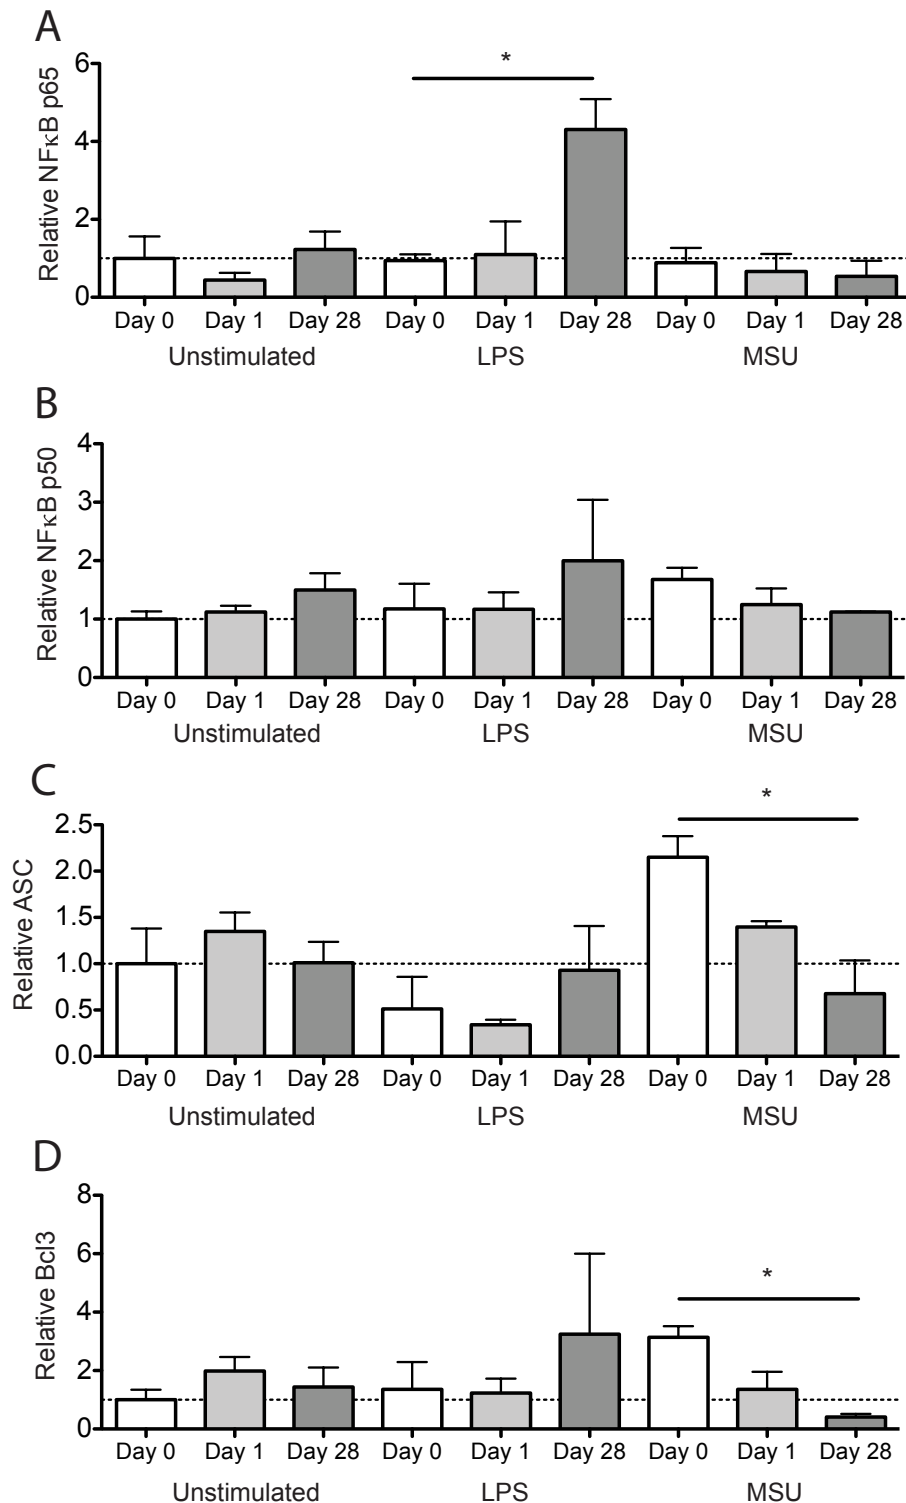 A
Relative NFκB p65
6
4
2
0
*
Day 0 Day 1 Day 28 Day 0 Day 1 Day 28 Day 0 Day 1 Day 28
Unstimulated LPS MSU
B
Relative NFκB p50
4
3
2
1
0
Day 0 Day 1 Day 28 Day 0 Day 1 Day 28 Day 0 Day 1 Day 28
Unstimulated LPS MSU
C
Relative ASC
2.5
2.0
1.5
1.0
0.5
0.0
*
Day 0 Day 1 Day 28 Day 0 Day 1 Day 28 Day 0 Day 1 Day 28
Unstimulated LPS MSU
D
Relative Bcl3
8
6
4
2
0
*
Day 0 Day 1 Day 28 Day 0 Day 1 Day 28 Day 0 Day 1 Day 28
Unstimulated LPS MSU